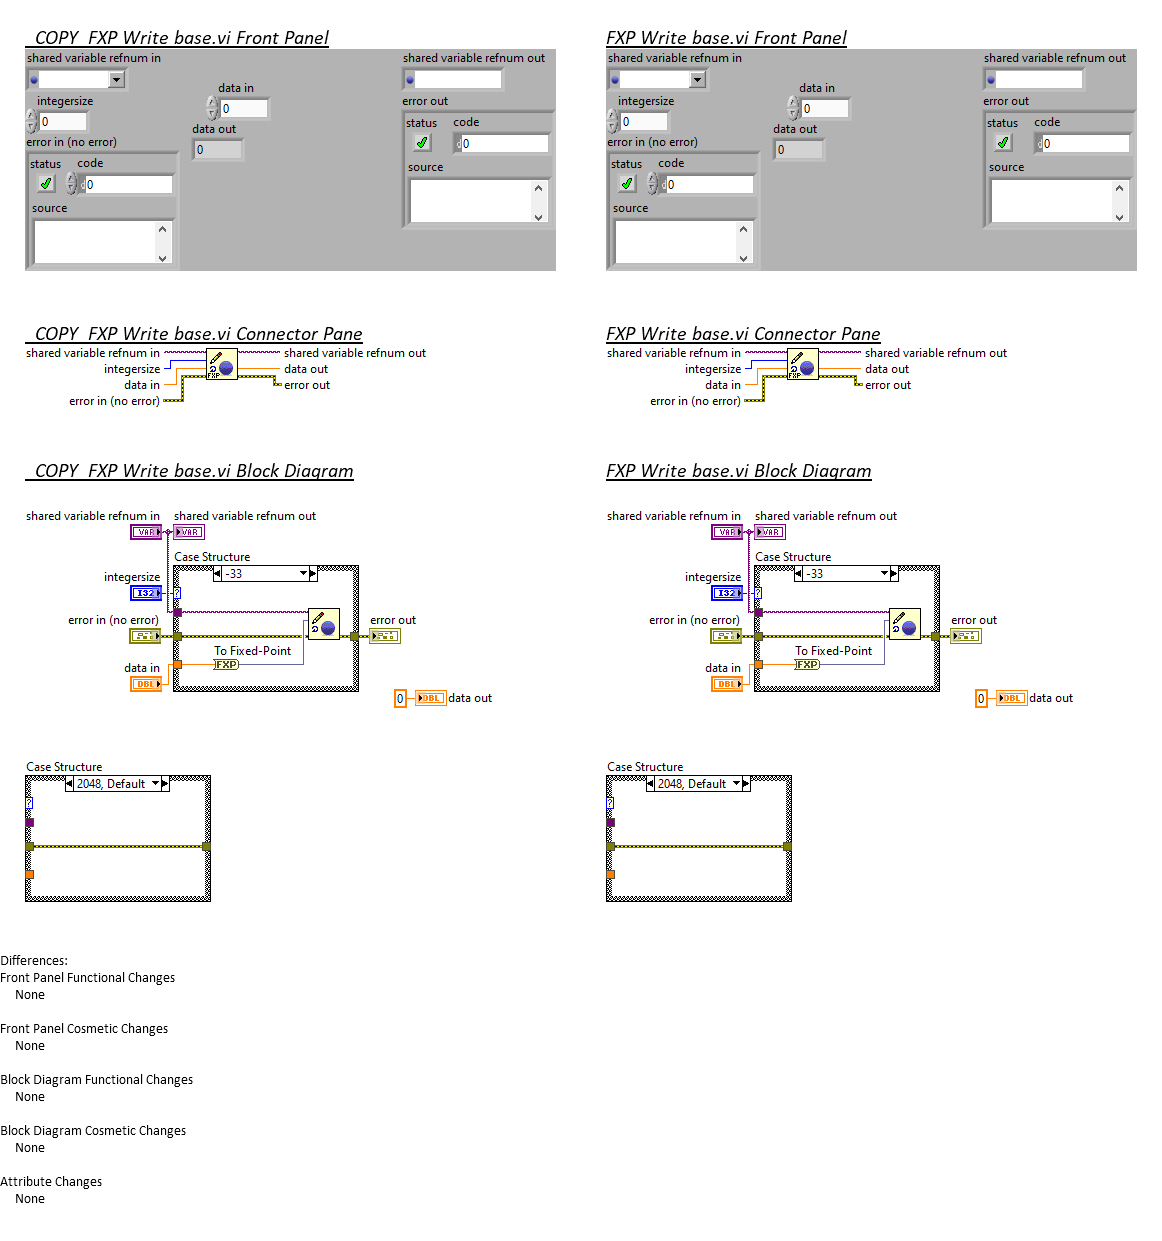 _COPY_FXP Write base.vi Front Panel
shared variable refnum in
shared variable refnum out
data in
integersize
0
0
error out
data out
error in (no error)
0
status
code
0
source
status
code
0
source
FXP Write base.vi Front Panel
shared variable refnum in
shared variable refnum out
data in
integersize
0
0
error out
data out
error in (no error)
0
status
code
0
source
status
code
0
source
_COPY_FXP Write base.vi Connector Pane
shared variable refnum in
shared variable refnum out
integersize
data out
data in
error out
error in (no error)
FXP
FXP Write base.vi Connector Pane
shared variable refnum in
shared variable refnum out
integersize
data out
data in
error out
error in (no error)
FXP
_COPY_FXP Write base.vi Block Diagram
shared variable refnum in
shared variable refnum out
VAR
VAR
Case Structure
-33
integersize
I32
?
error in (no error)
error out
To Fixed-Point
FXP
data in
DBL
0
DBL
data out
Case Structure
2048, Default
?
FXP Write base.vi Block Diagram
shared variable refnum in
shared variable refnum out
VAR
VAR
Case Structure
-33
integersize
I32
?
error in (no error)
error out
To Fixed-Point
FXP
data in
DBL
0
DBL
data out
Case Structure
2048, Default
?
Differences:
Front Panel Functional Changes
None
Front Panel Cosmetic Changes
None
Block Diagram Functional Changes
None
Block Diagram Cosmetic Changes
None
Attribute Changes
None